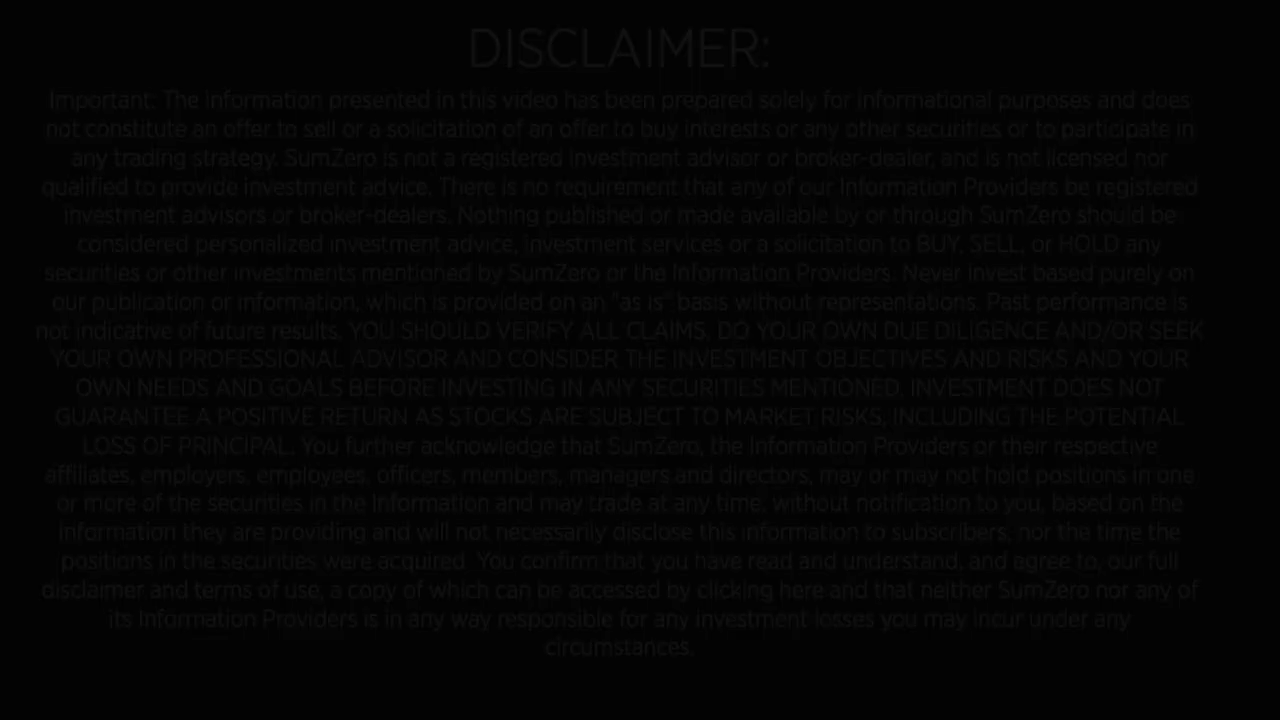 DISCLAIMER:
Important: The information presented in this video has been prepared solely for informational purposes and does
not constitute an offer to sell or a solicitation of an offer to buy interests or any other securities or to participate in
any trading strategy. SumZero is not a registered investment advisor or broker-dealer, and is not licensed nor
qualified to provide investment advice. There is no requirement that any of our Information Providers be registered
investment advisors or broker-dealers. Nothing published or made available by or through SumZero should be
considered personalized investment advice, investment services or a solicitation to BUY, SELL, or HOLD any
securities or other investments mentioned by SumZero or the Information Providers. Never invest based purely on
our publication or information, which is provided on an "as is" basis without representations. Past performance is
not indicative of future results. YOU SHOULD VERIFY ALL CLAIMS, DO YOUR OWN DUE DILIGENCE AND/OR SEEK
YOUR OWN PROFESSIONAL ADVISOR AND CONSIDER THE INVESTMENT OBJECTIVES AND RISKS AND YOUR
OWN NEEDS AND GOALS BEFORE INVESTING IN ANY SECURITIES MENTIONED. INVESTMENT DOES NOT
GUARANTEE A POSITIVE RETURN AS STOCKS ARE SUBJECT TO MARKET RISKS, INCLUDING THE POTENTIAL
LOSS OF PRINCIPAL. You further acknowledge that SumZero, the Information Providers or their respective
affiliates, employers, employees, officers, members, managers and directors, may or may not hold positions in one
or more of the securties in the Information and may trade at any time, without notification to you, based on the
information they are providing and will not necessarily disclose this information to subscribers, nor the time the
positions in the securities were acquired. You confirm that you have read and understand, and agree to, our full
disclaimer and terms of use, a copy of which can be accessed by clicking here and that neither SumZero nor any of
its Information Providers is in any way responsible for any investment losses you may incur under any
circumstances.